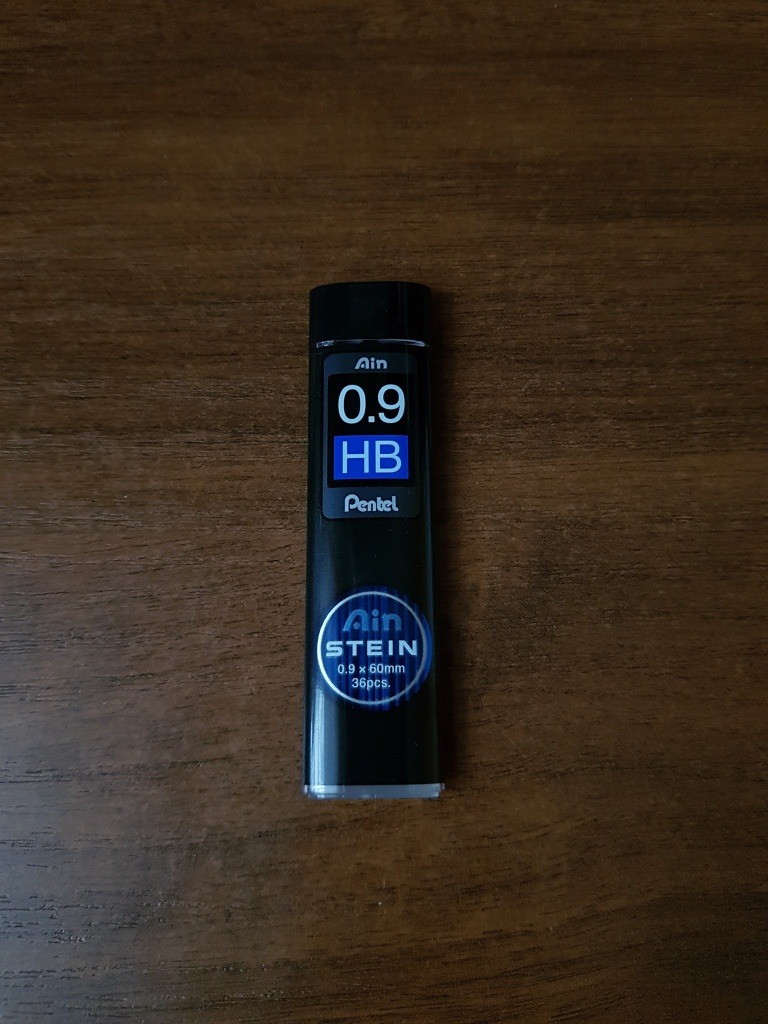 Ain
0.9
HB
Pentel
Ain
STEIN
0.9 × 60mm
36pcs.